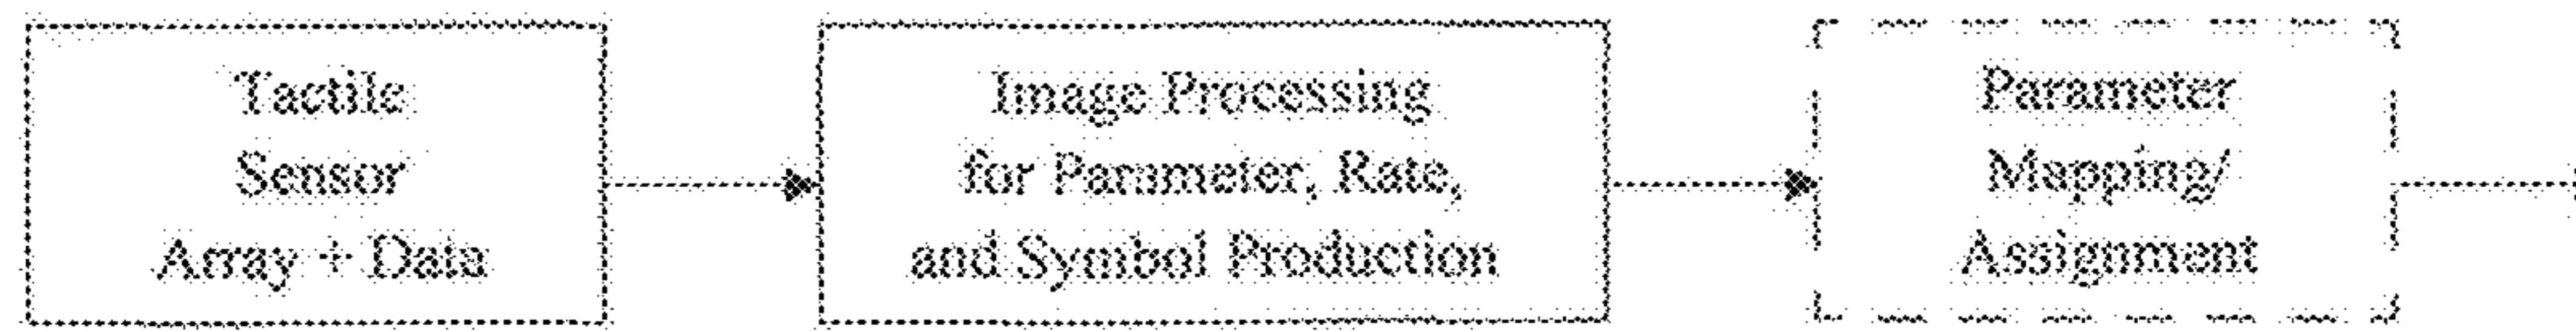 Tactile
Sensor
Array + Data
Image Processing
for Parameter, Rate,
and Symbol Production
Parameter
Mapping/
Assignment